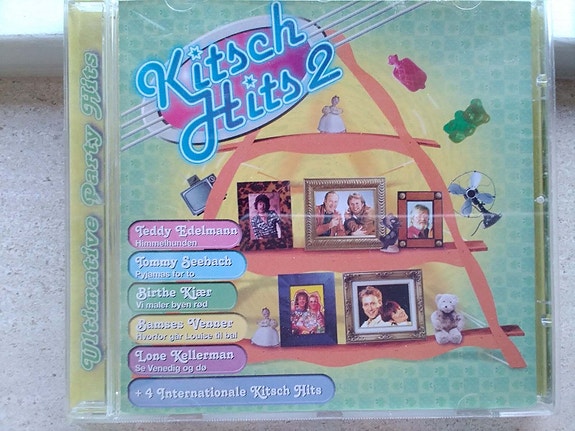 Kitsch
Hits 2
Ultimative Party Hits
Teddy Edelmann
Himmelhunden
Tommy Seebach
Pyjamas for to
Birthe Kjær
Vi maler byen rød
Samses Venner
Hvorfor går Louise til bal
Lone Kellerman
Se Venedig og dø
+ 4 Internationale Kitsch Hits